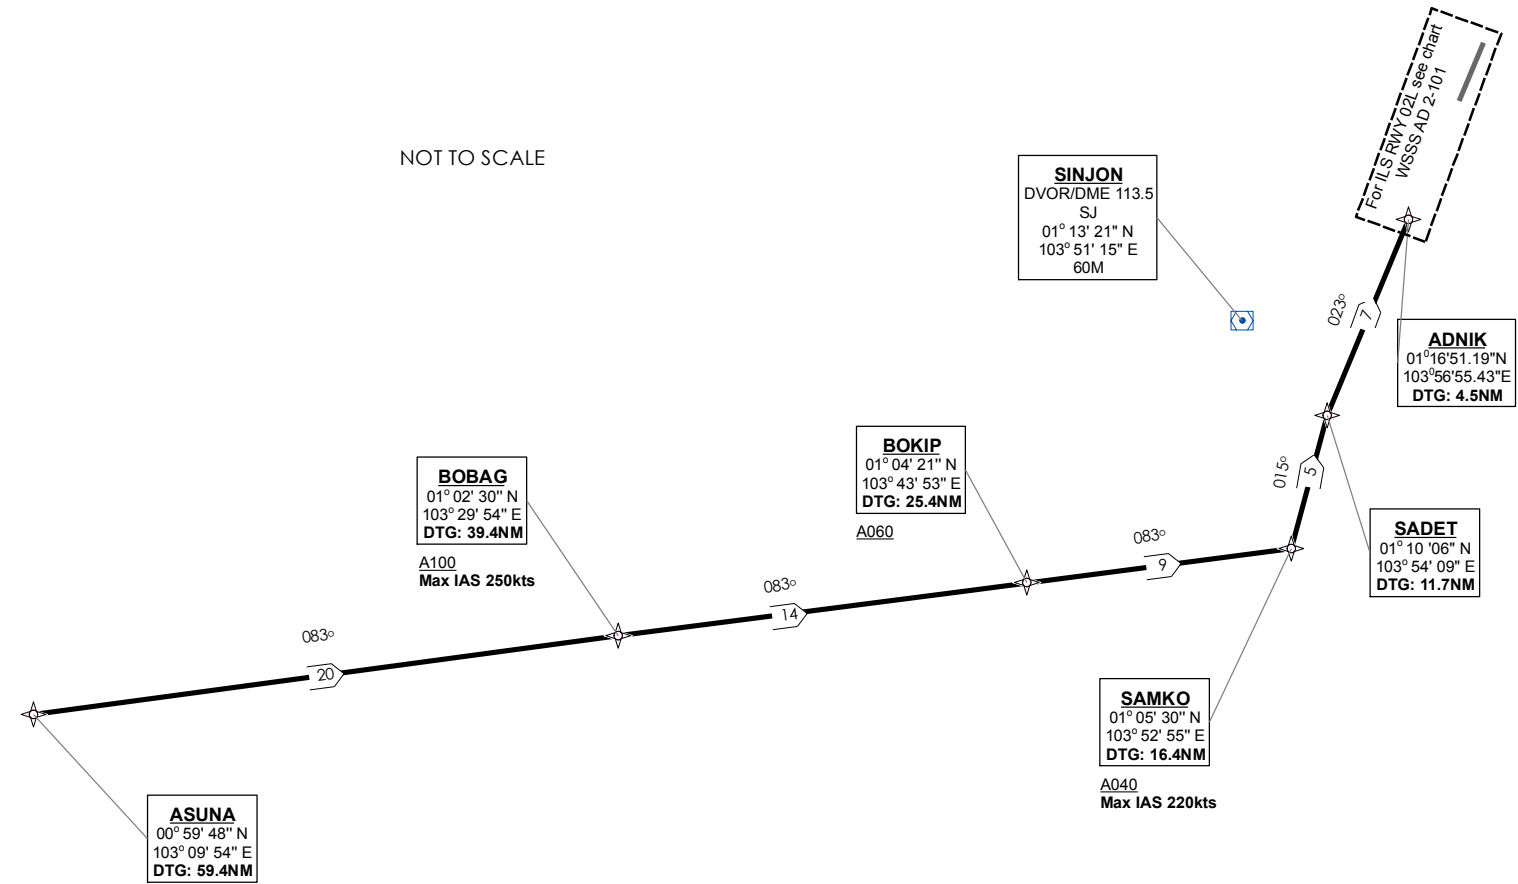 For ILS RWY 02L see chart
WSSS AD 2-101
NOT TO SCALE
SINJON
DVOR/DME 113.5
SJ
01° 13' 21" N
103° 51' 15" E
60M
023°
7
ADNIK
01°16'51.19"N
103°56'55.43"E
DTG: 4.5NM
BOKIP
01° 04' 21" N
103° 43' 53" E
DTG: 25.4NM
A060
BOBAG
01° 02' 30" N
103° 29' 54" E
DTG: 39.4NM
A100
Max IAS 250kts
015°
5
SADET
01° 10 '06" N
103° 54' 09" E
DTG: 11.7NM
083°
9
083°
14
083°
20
SAMKO
01° 05' 30" N
103° 52' 55" E
DTG: 16.4NM
A040
Max IAS 220kts
ASUNA
00° 59' 48" N
103° 09' 54" E
DTG: 59.4NM